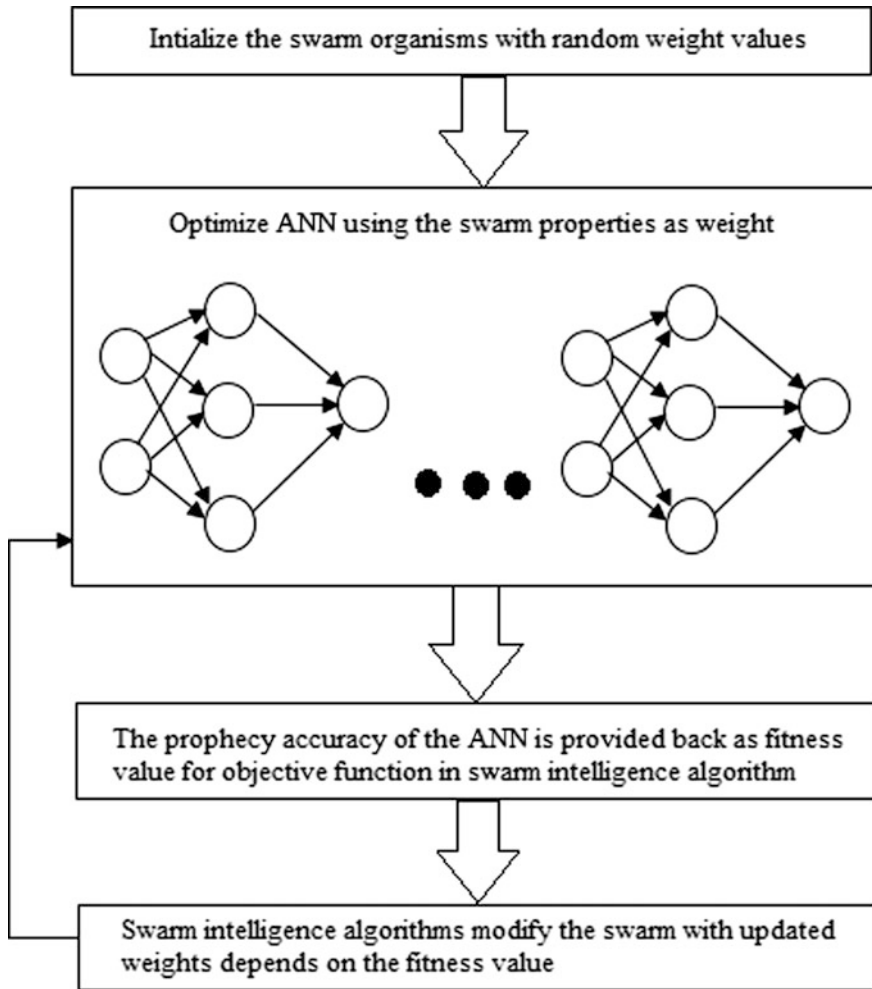 Intialize the swarm organisms with random weight values
Optimize ANN using the swarm properties as weight
The prophecy accuracy of the ANN is provided back as fitness
value for objective function in swarm intelligence algorithm
Swarm intelligence algorithms modify the swarm with updated
weights depends on the fitness value